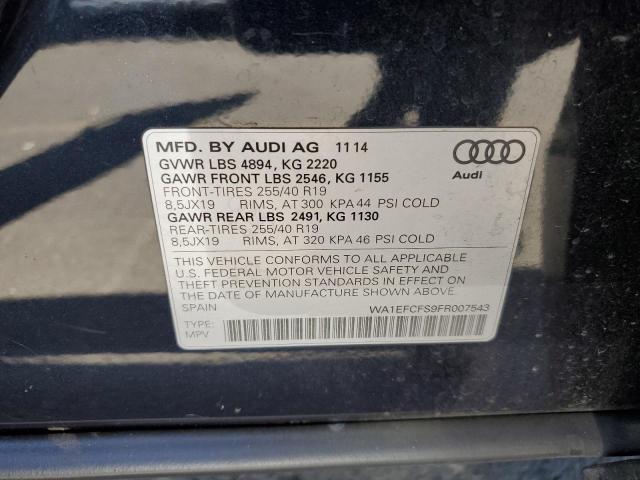 MFD. BY AUDI AG 11 14
GVWR LBS 4894, KG 2220
GAWR FRONT LBS 2546, KG 1155
FRONT-TIRES 255/40 R19
8,5JX19 RIMS, AT 300 KPA 44 PSI COLD
GAWR REAR LBS 2491, KG 1130
REAR-TIRES 255/40 R19
8,5JX19 RIMS, AT 320 KPA 46 PSI COLD
Audi
THIS VEHICLE CONFORMS TO ALL APPLICABLE
U.S. FEDERAL MOTOR VEHICLE SAFETY AND
THEFT PREVENTION STANDARDS IN EFFECT ON
THE DATE OF MANUFACTURE SHOWN ABOVE.
SPAIN WA1EFCFS9FR007543
TYPE:
MPV